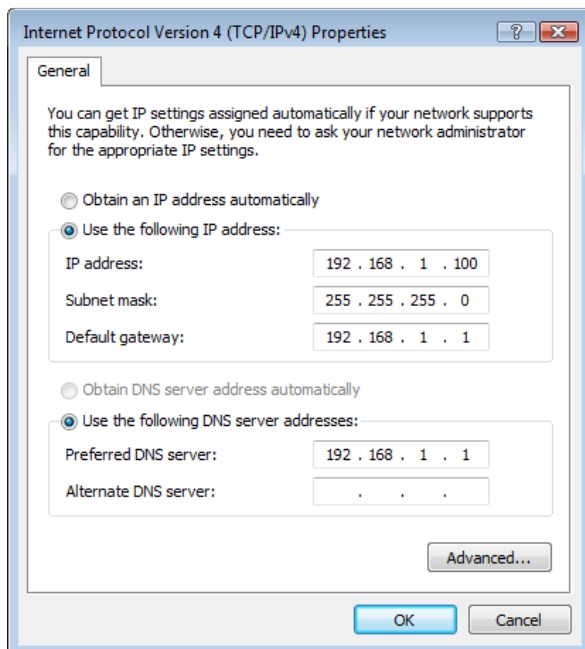 Internet Protocol Version 4 (TCP/IPv4) Properties
General
You can get IP settings assigned automatically if your network supports
this capability. Otherwise, you need to ask your network administrator
for the appropriate IP settings.
Obtain an IP address automatically
Use the following IP address:
IP address: 192 . 168 . 1 . 100
Subnet mask: 255 . 255 . 255 . 0
Default gateway: 192 . 168 . 1 . 1
Obtain DNS server address automatically
Use the following DNS server addresses:
Preferred DNS server: 192 . 168 . 1 . 1
Alternate DNS server: . . .
Advanced...
OK Cancel